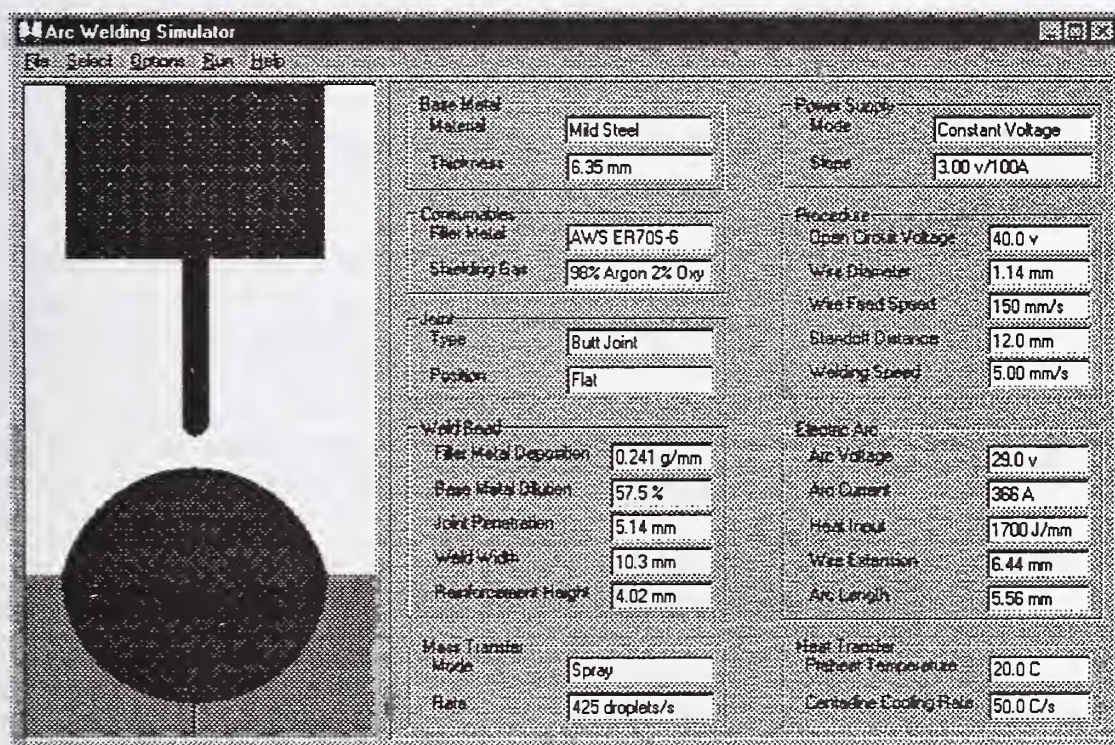 Arc Welding Simulator
File Select Options Run Help
Base Metal
Material Mild Steel
Thickness 6.35 mm
Consumables
Filler Metal AWS ER70S-6
Shielding Gas 98% Argon 2% Oxy
Joint
Type Butt Joint
Position Flat
Weld Bead
Filler Metal Deposition 0.241 g/mm
Base Metal Dilution 57.5 %
Joint Penetration 5.14 mm
Weld Width 10.3 mm
Reinforcement Height 4.02 mm
Mass Transfer
Mode Spray
Rate 425 droplets/s
Power Supply
Mode Constant Voltage
Slope 3.00 v/100A
Procedure
Open Circuit Voltage 40.0 v
Wire Diameter 1.14 mm
Wire Feed Speed 150 mm/s
Standoff Distance 12.0 mm
Welding Speed 5.00 mm/s
Electric Arc
Arc Voltage 29.0 v
Arc Current 366 A
Heat Input 1700 J/mm
Wire Extension 6.44 mm
Arc Length 5.56 mm
Heat Transfer
Preheat Temperature 20.0 C
Centerline Cooling Rate 50.0 C/s